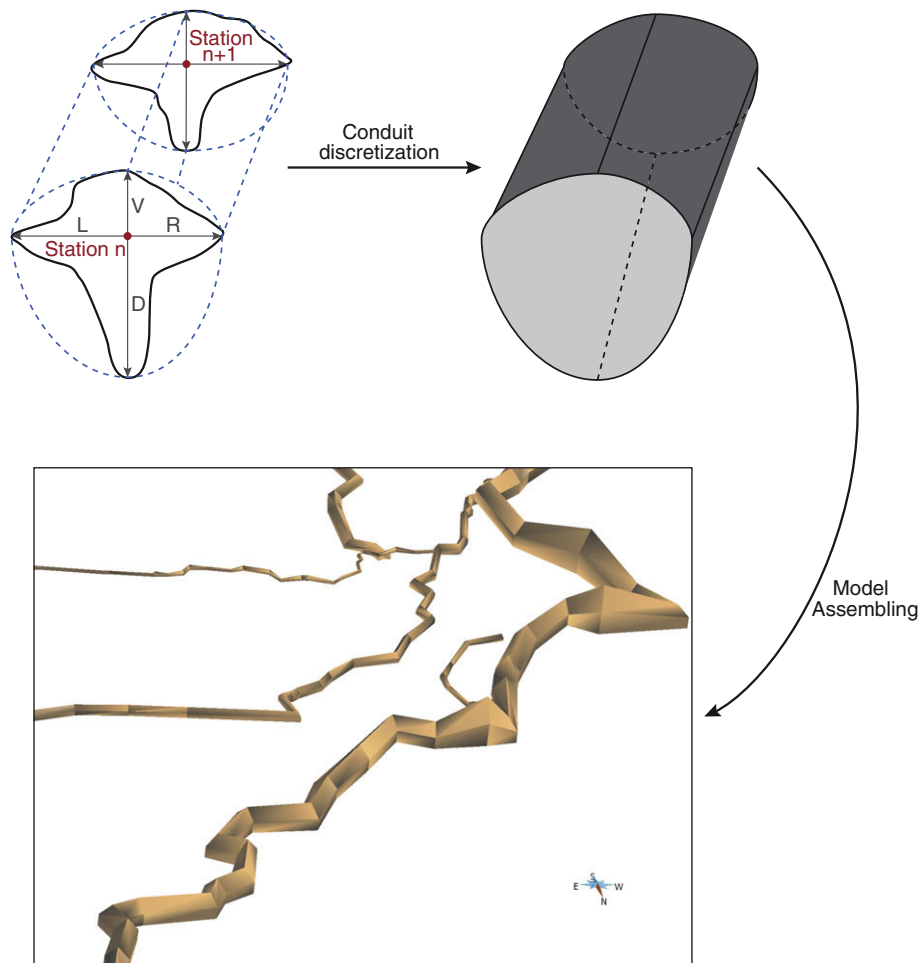 Station
n+1
V
L
R
Station n
D
Conduit
discretization
Model
Assembling
S
E
W
N